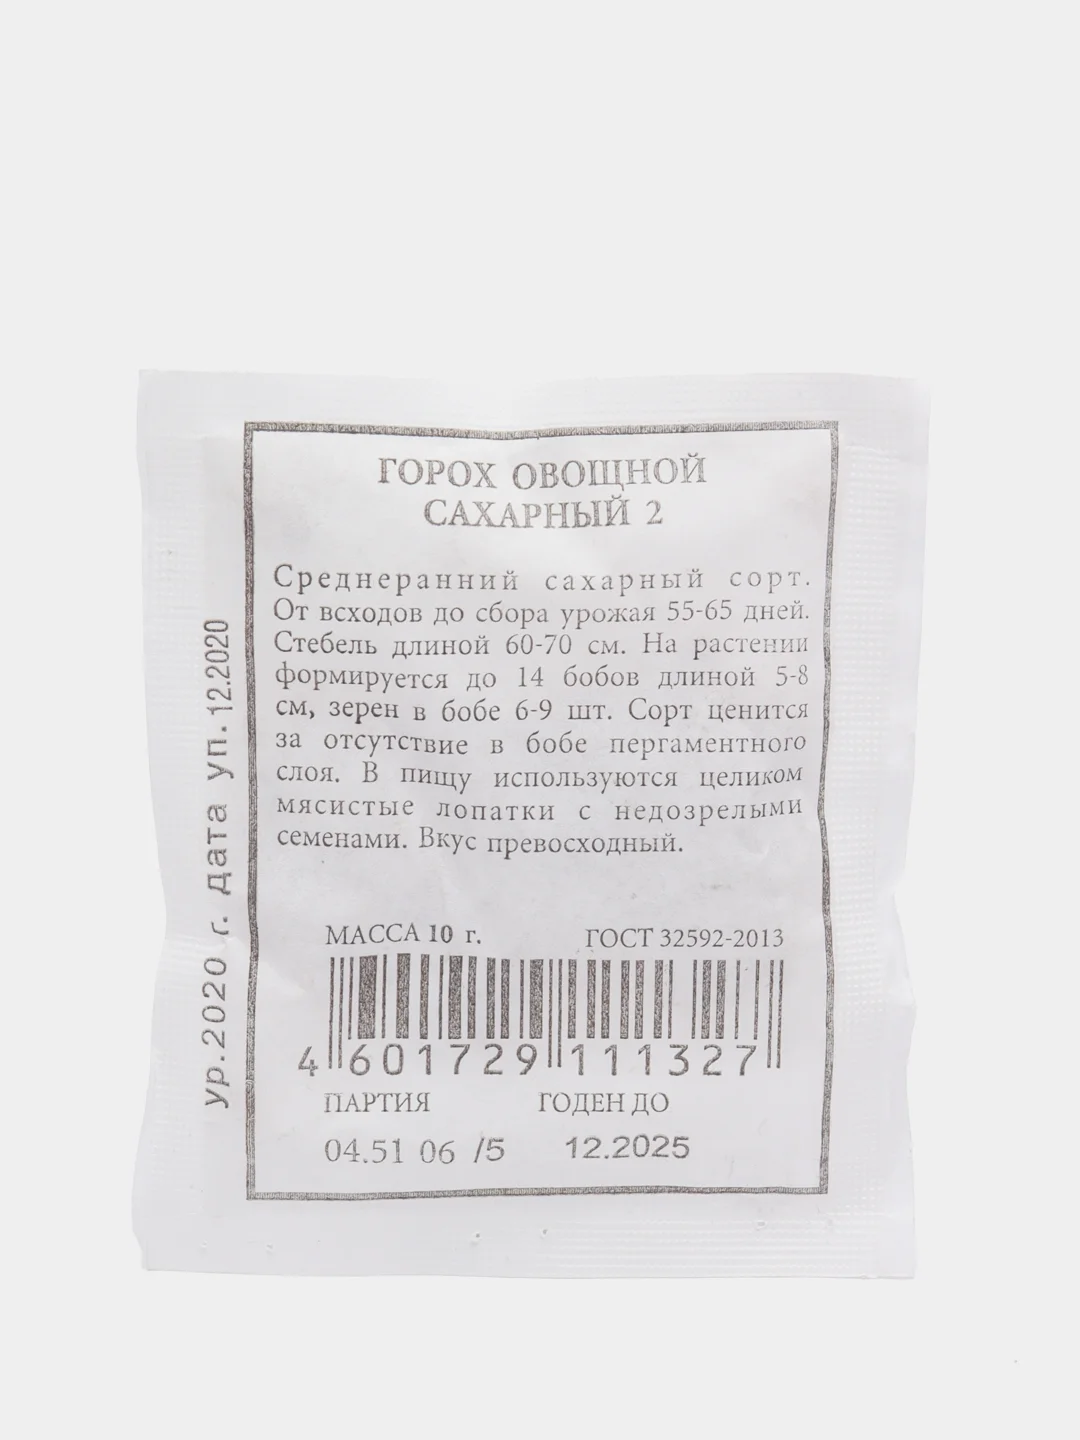 ГОРОХ ОВОЩНОЙ
САХАРНЫЙ 2
Среднеранний сахарный сорт.
От всходов до сбора урожая 55-65 дней.
Стебель длиной 60-70 см. На растении
формируется до 14 бобов длиной 5-8
см, зерен в бобе 6-9 шт. Сорт ценится
за отсутствие в бобе пергаментного
слоя. В пищу используются целиком
мясистые лопатки с недозрелыми
семенами. Вкус превосходный.
МАССА 10 г. ГОСТ 32592-2013
4 601729 111327
ПАРТИЯ ГОДЕН ДО
04.51 06 /5 12.2025
ур.2020 г. дата уп. 12.2020